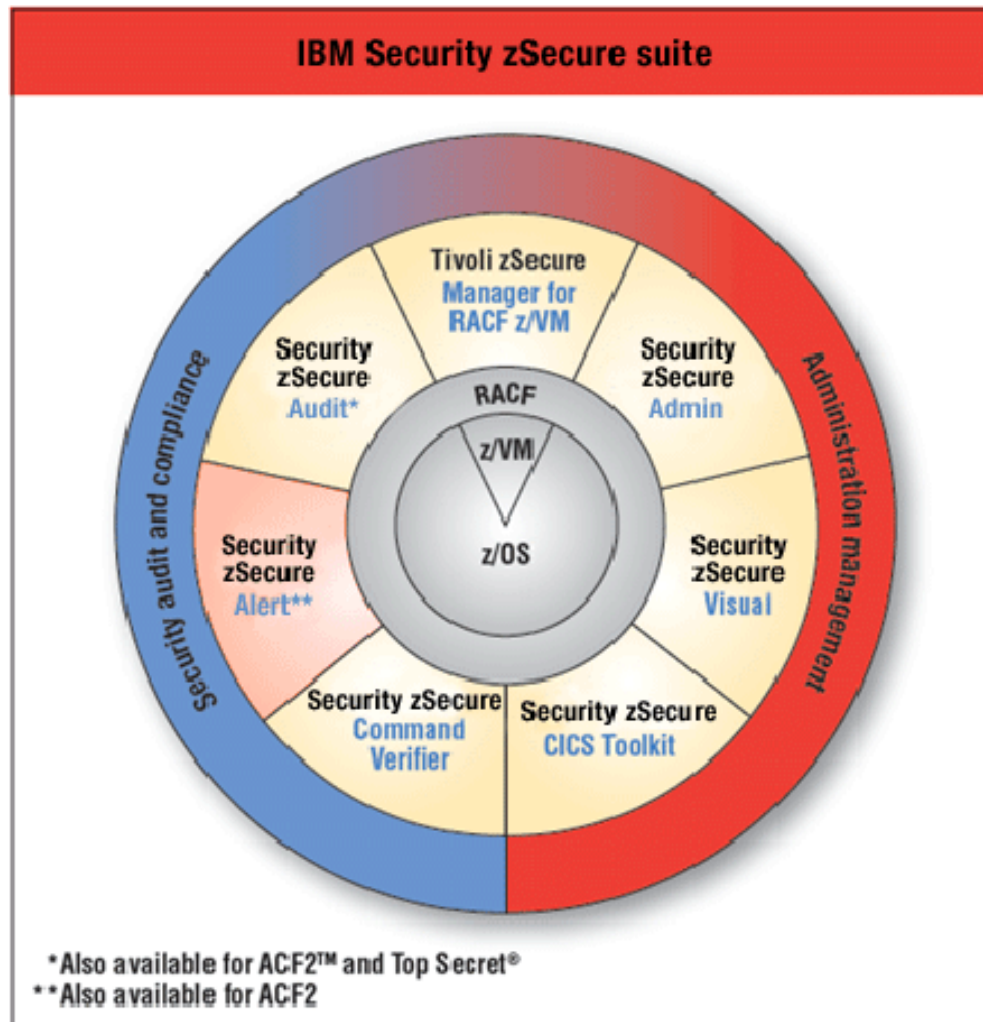 IBM Security zSecure suite
Tivoli zSecure
Manager for
RACF z/VM
Security
zSecure
Audit*
Security
zSecure
Admin
RACF
z/VM
z/OS
Security audit and compliance
Administration management
Security
zSecure
Alert**
Security
zSecure
Visual
Security zSecure
Command
Verifier
Security zSecure
CICS Toolkit
*Also available for ACF2™ and Top Secret®
**Also available for ACF2